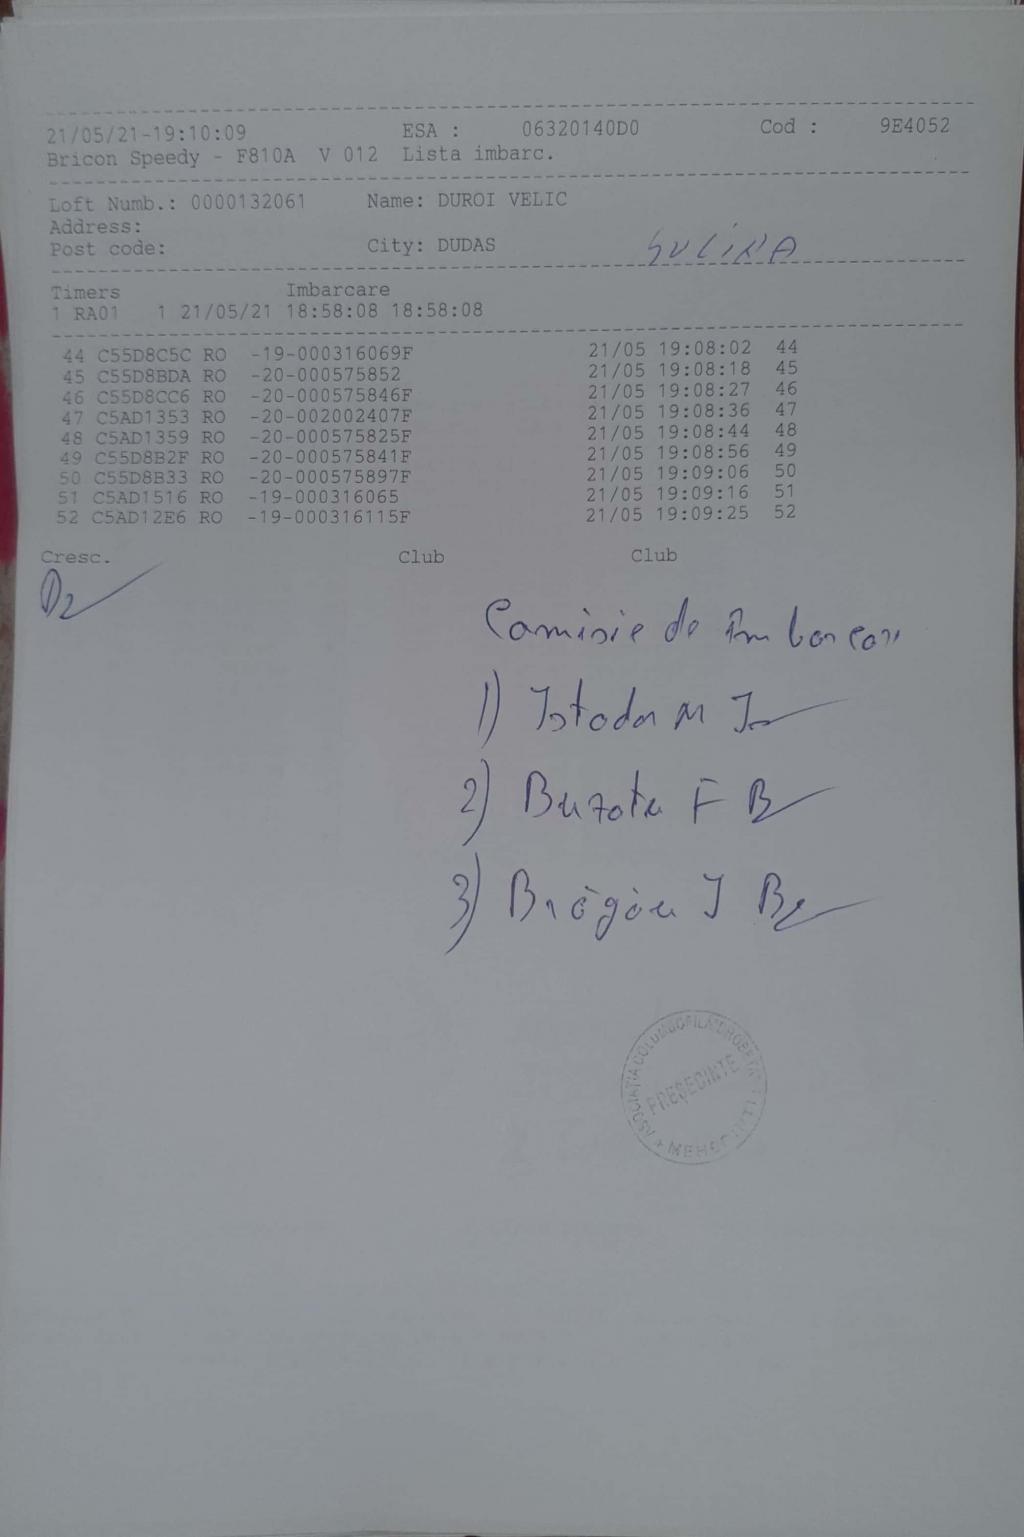 21/05/21-19:10:09 ESA : 06320140D0 Cod : 9E4052
Bricon Speedy - F810A V 012 Lista imbarc.
Loft Numb.: 0000132061 Name: DUROI VELIC
Address:
Post code: City: DUDAS SULINA
Timers Imbarcare
1 RA01 1 21/05/21 18:58:08 18:58:08
44 C55D8C5C RO -19-000316069F 21/05 19:08:02 44
45 C55D8BDA RO -20-000575852 21/05 19:08:18 45
46 C55D8CC6 RO -20-000575846F 21/05 19:08:27 46
47 C5AD1353 RO -20-002002407F 21/05 19:08:36 47
48 C5AD1359 RO -20-000575825F 21/05 19:08:44 48
49 C55D8B2F RO -20-000575841F 21/05 19:08:56 49
50 C55D8B33 RO -20-000575897F 21/05 19:09:06 50
51 C5AD1516 RO -19-000316065 21/05 19:09:16 51
52 C5AD12E6 RO -19-000316115F 21/05 19:09:25 52
Cresc. Club Club
Comisie de
1) Istodor M
2) Buzatu F
3)
ASOCIAȚIA COLUMBOFILĂ
PREȘEDINTE